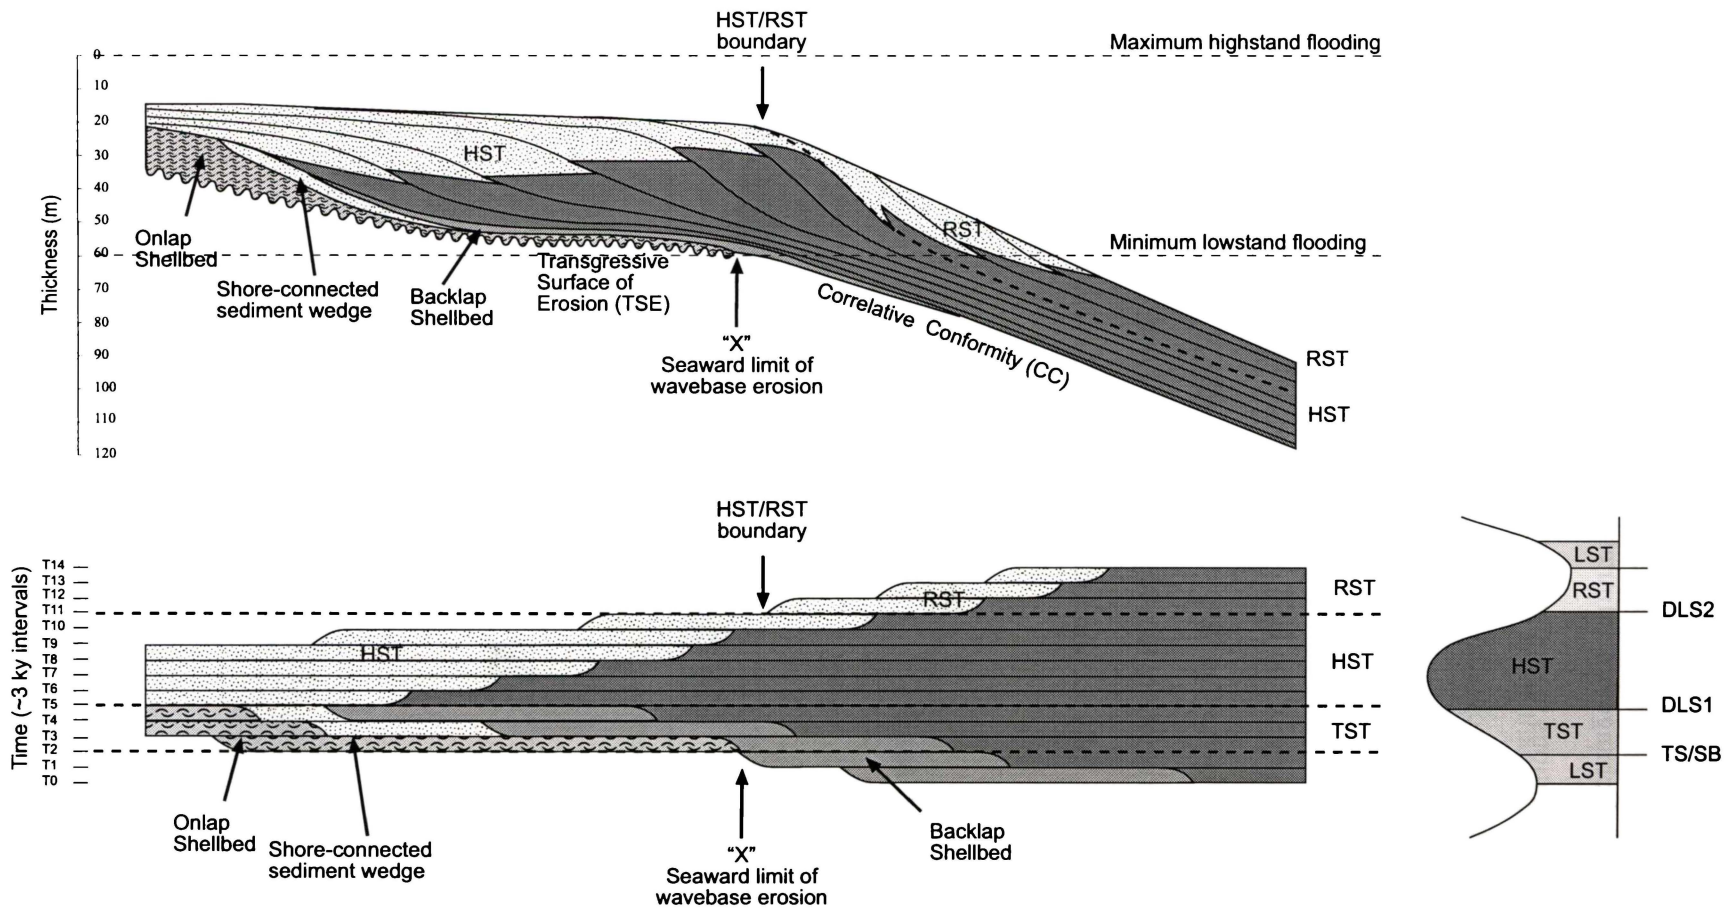 HST/RST
boundary
Maximum highstand flooding
0
10
20
30
40
50
60
70
80
90
100
110
120
Thickness (m)
HST
RST
Onlap
Shellbed
Shore-connected
sediment wedge
Backlap
Shellbed
Transgressive
Surface of
Erosion (TSE)
Minimum lowstand flooding
"X"
Seaward limit of
wavebase erosion
Correlative Conformity (CC)
RST
HST
HST/RST
boundary
Time (~3 ky intervals)
T14
T13
T12
T11
T10
T9
T8
T7
T6
T5
T4
T3
T2
T1
T0
RST
HST
RST
HST
TST
Onlap
Shellbed
Shore-connected
sediment wedge
"X"
Seaward limit of
wavebase erosion
Backlap
Shellbed
LST
RST
DLS2
HST
DLS1
TST
TS/SB
LST